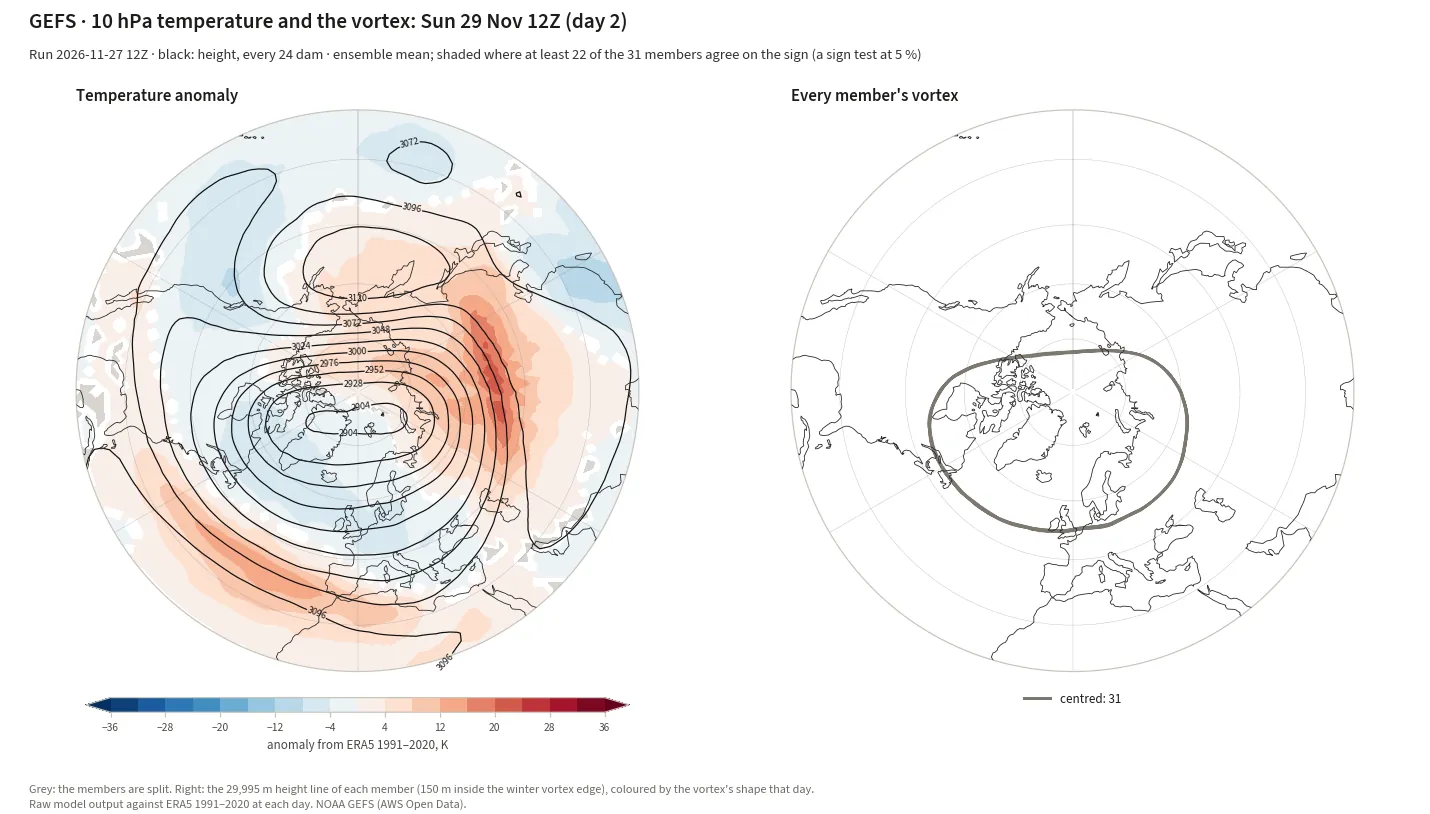 GEFS · 10 hPa temperature and the vortex: Sun 29 Nov 12Z (day 2)
Run 2026-11-27 12Z · black: height, every 24 dam · ensemble mean; shaded where at least 22 of the 31 members agree on the sign (a sign test at 5 %)
Temperature anomaly
Every member's vortex
3072
3096
3120
3072
3048
3024
3000
2976
2952
2928
2904
2904
3096
3096
centred: 31
−36 −28 −20 −12 −4 4 12 20 28 36
anomaly from ERA5 1991–2020, K
Grey: the members are split. Right: the 29,995 m height line of each member (150 m inside the winter vortex edge), coloured by the vortex's shape that day.
Raw model output against ERA5 1991–2020 at each day. NOAA GEFS (AWS Open Data).